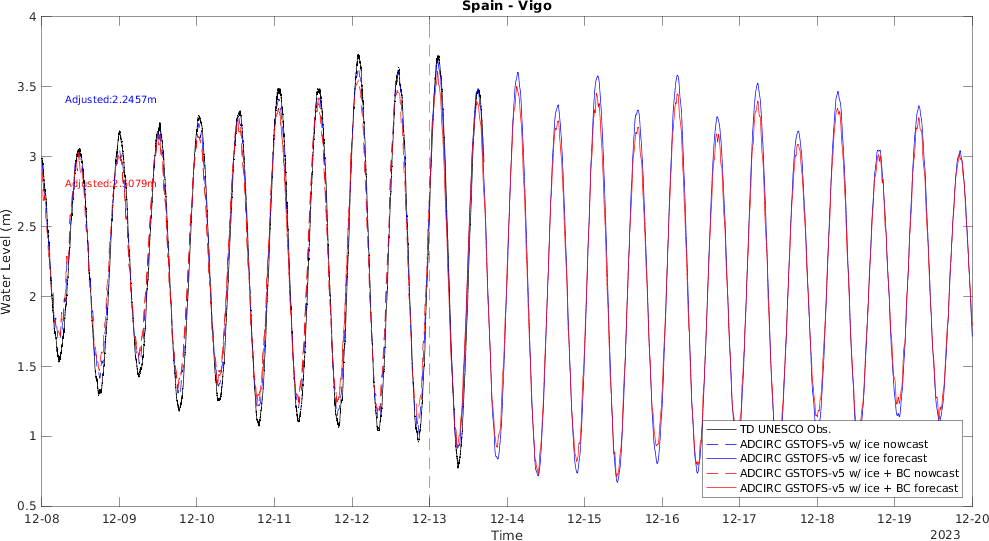 Spain - Vigo
4
3.5
3
2.5
2
1.5
1
0.5
Water Level (m)
Adjusted:2.2457m
Adjusted:2.5079m
TD UNESCO Obs.
ADCIRC GSTOFS-v5 w/ ice nowcast
ADCIRC GSTOFS-v5 w/ ice forecast
ADCIRC GSTOFS-v5 w/ ice + BC nowcast
ADCIRC GSTOFS-v5 w/ ice + BC forecast
12-08 12-09 12-10 12-11 12-12 12-13 12-14 12-15 12-16 12-17 12-18 12-19 12-20
Time
2023